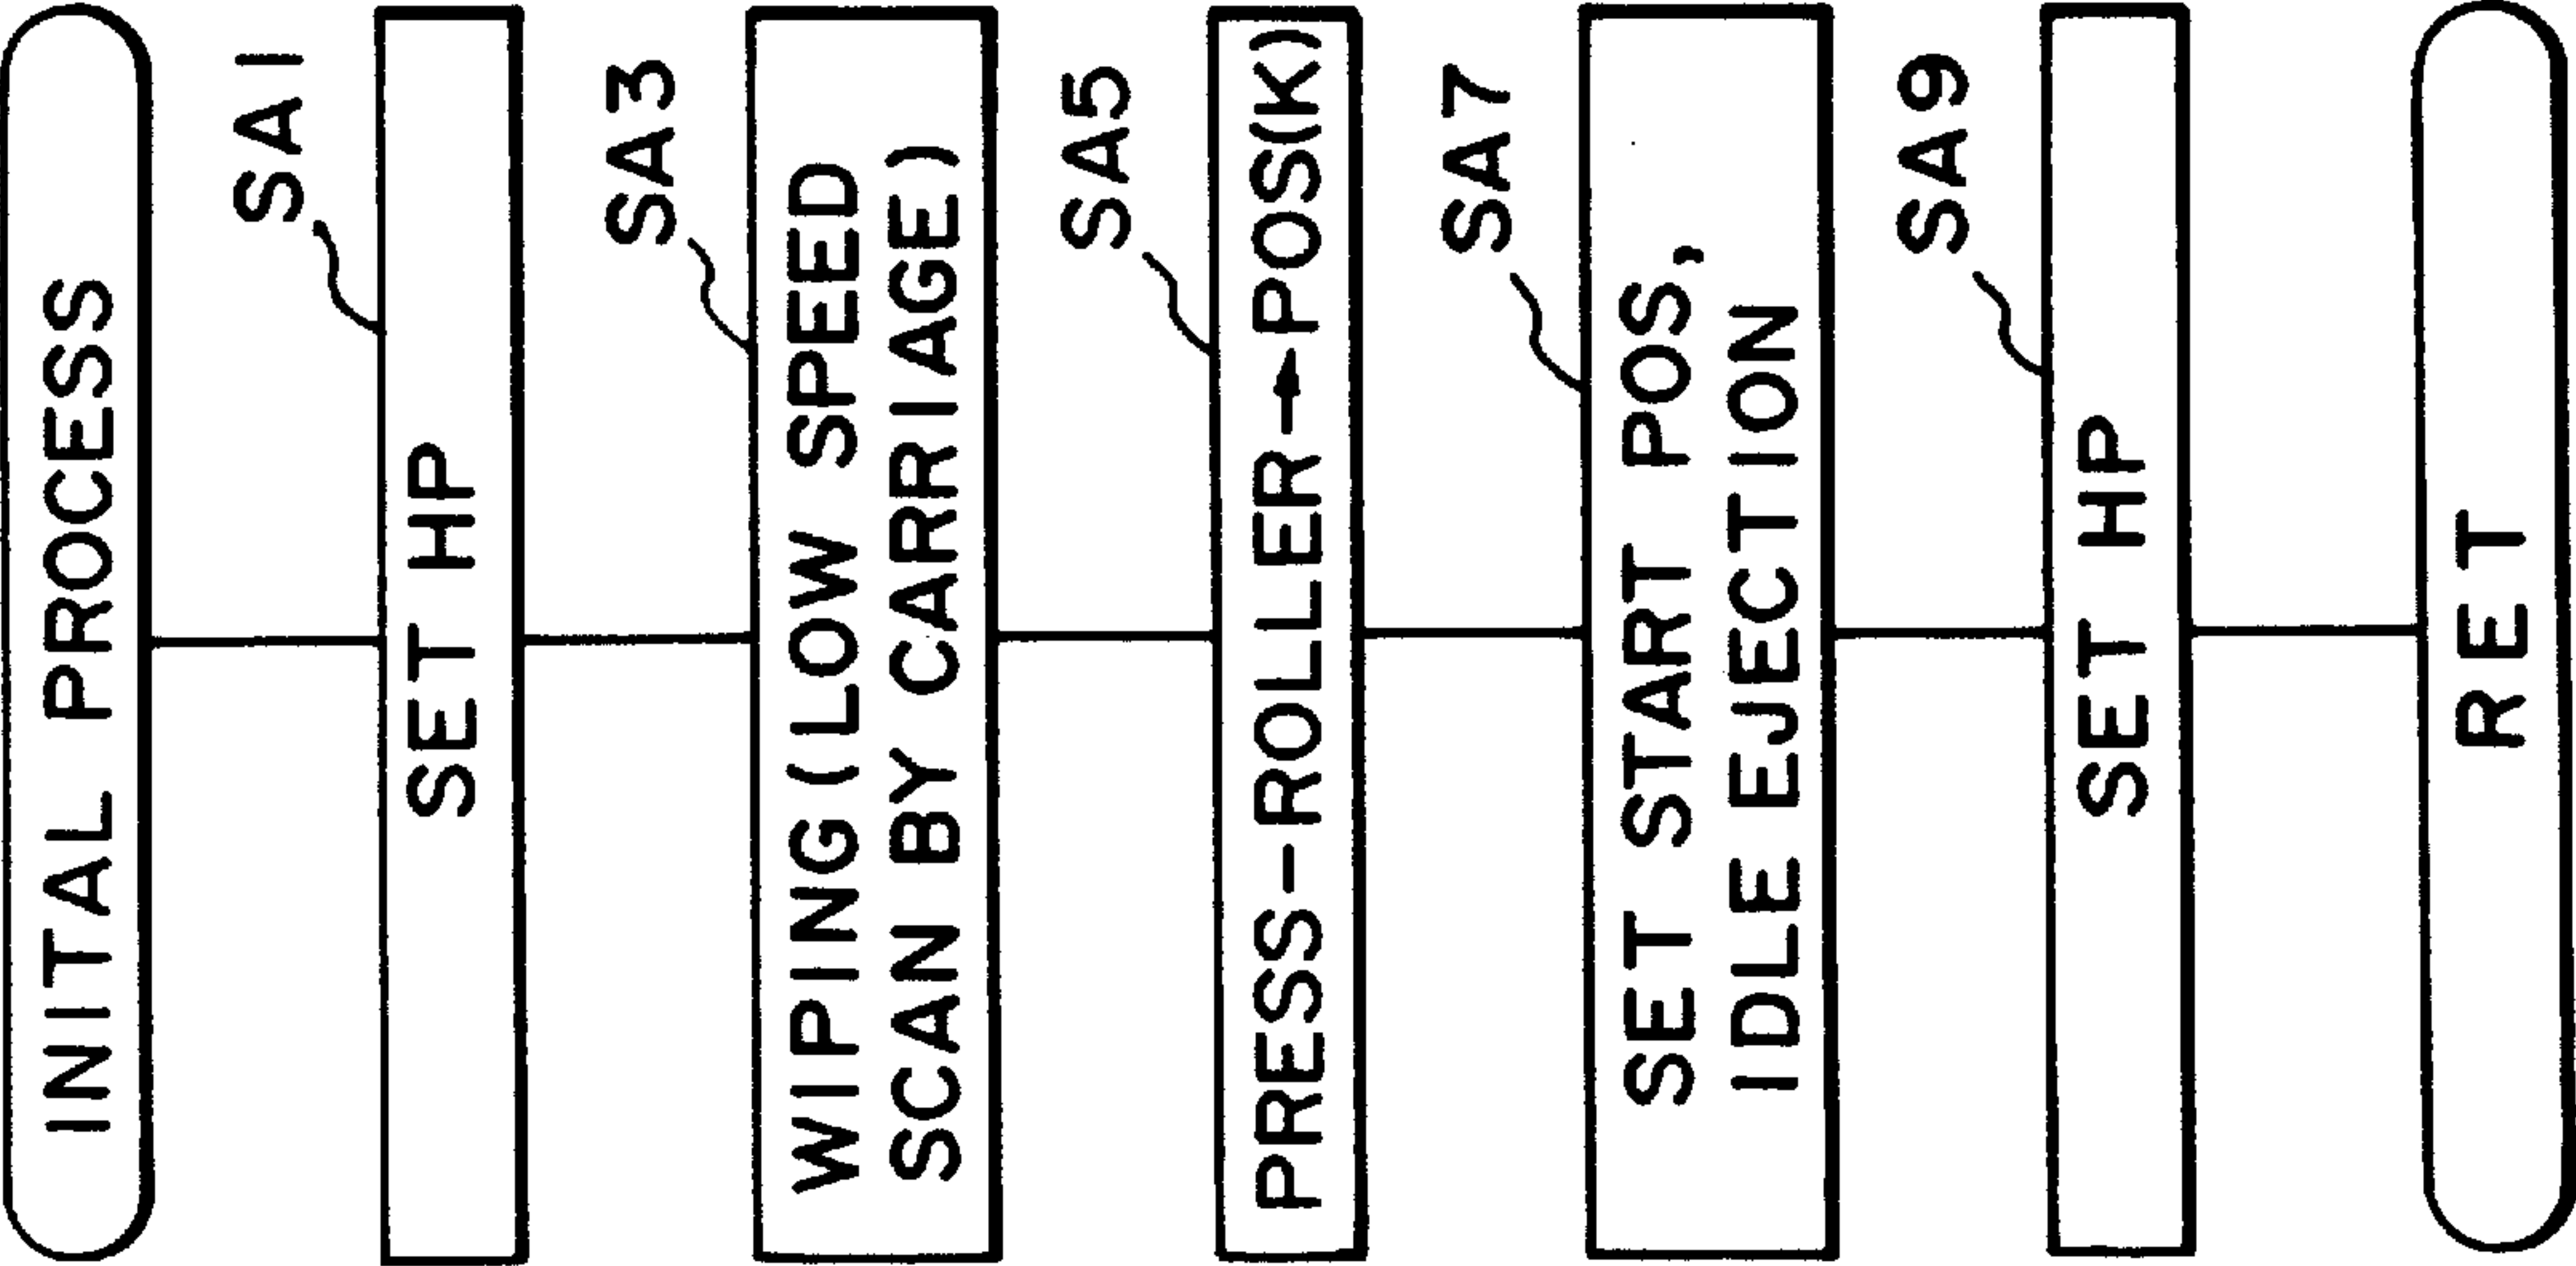 INITAL PROCESS
SA1
SET HP
SA3
WIPING (LOW SPEED
SCAN BY CARRIAGE)
SA5
PRESS-ROLLER→POS(K)
SA7
SET START POS,
IDLE EJECTION
SA9
SET HP
RET